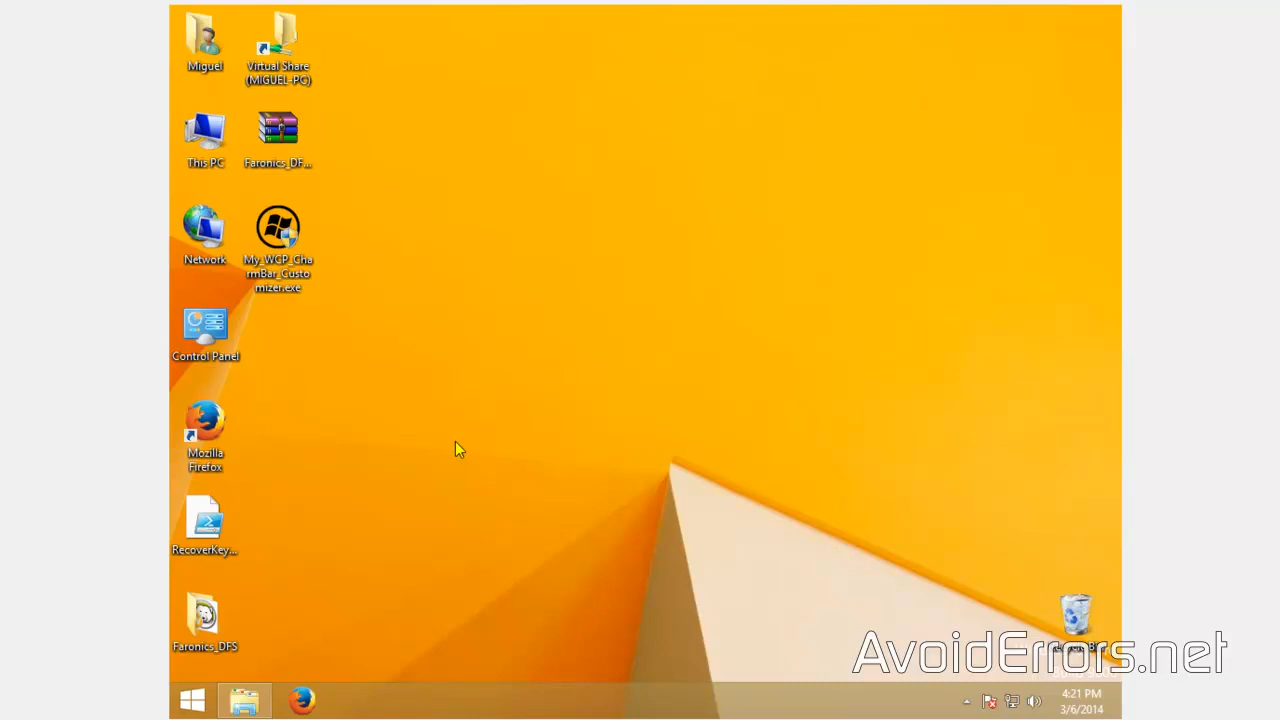 Miguel
Virtual Share
(MIGUEL-PC)
This PC
Faronics_DF...
Network
My_WCP_Cha
rmBar_Custo
mizer.exe
Control Panel
Mozilla
Firefox
RecoverKey...
Faronics_DFS
AvoidErrors.net
4:21 PM
3/6/2014